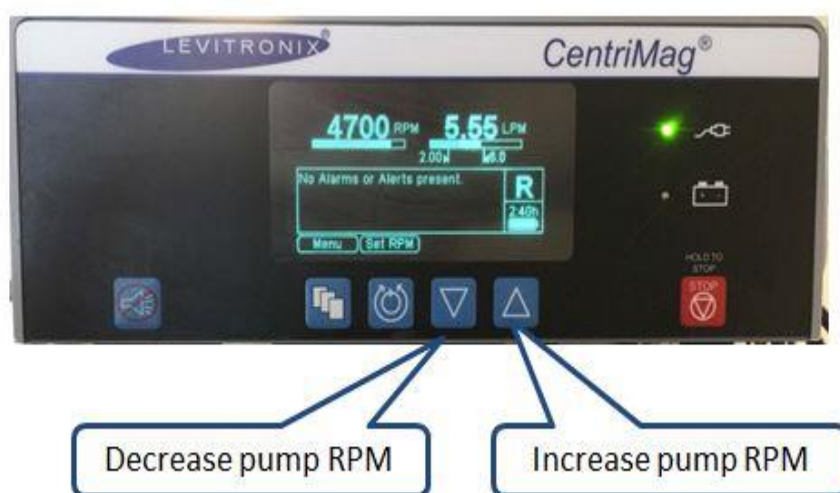 LEVITRONIX®
CentriMag®
4700 RPM 5.55 LPM
2.00 6.0
No Alarms or Alerts present.
R
2:40h
Menu Set RPM
HOLD TO
STOP
STOP
Decrease pump RPM
Increase pump RPM